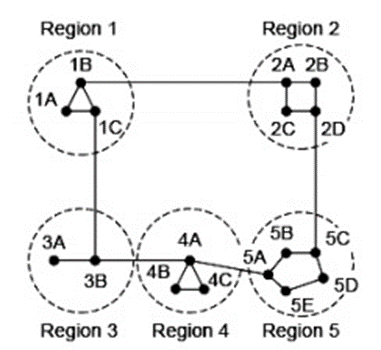 Region 1 Region 2
1B 2A 2B
1A 1C 2C 2D
3A 3B 4A 4B 4C 5A 5B 5C 5D 5E
Region 3 Region 4 Region 5